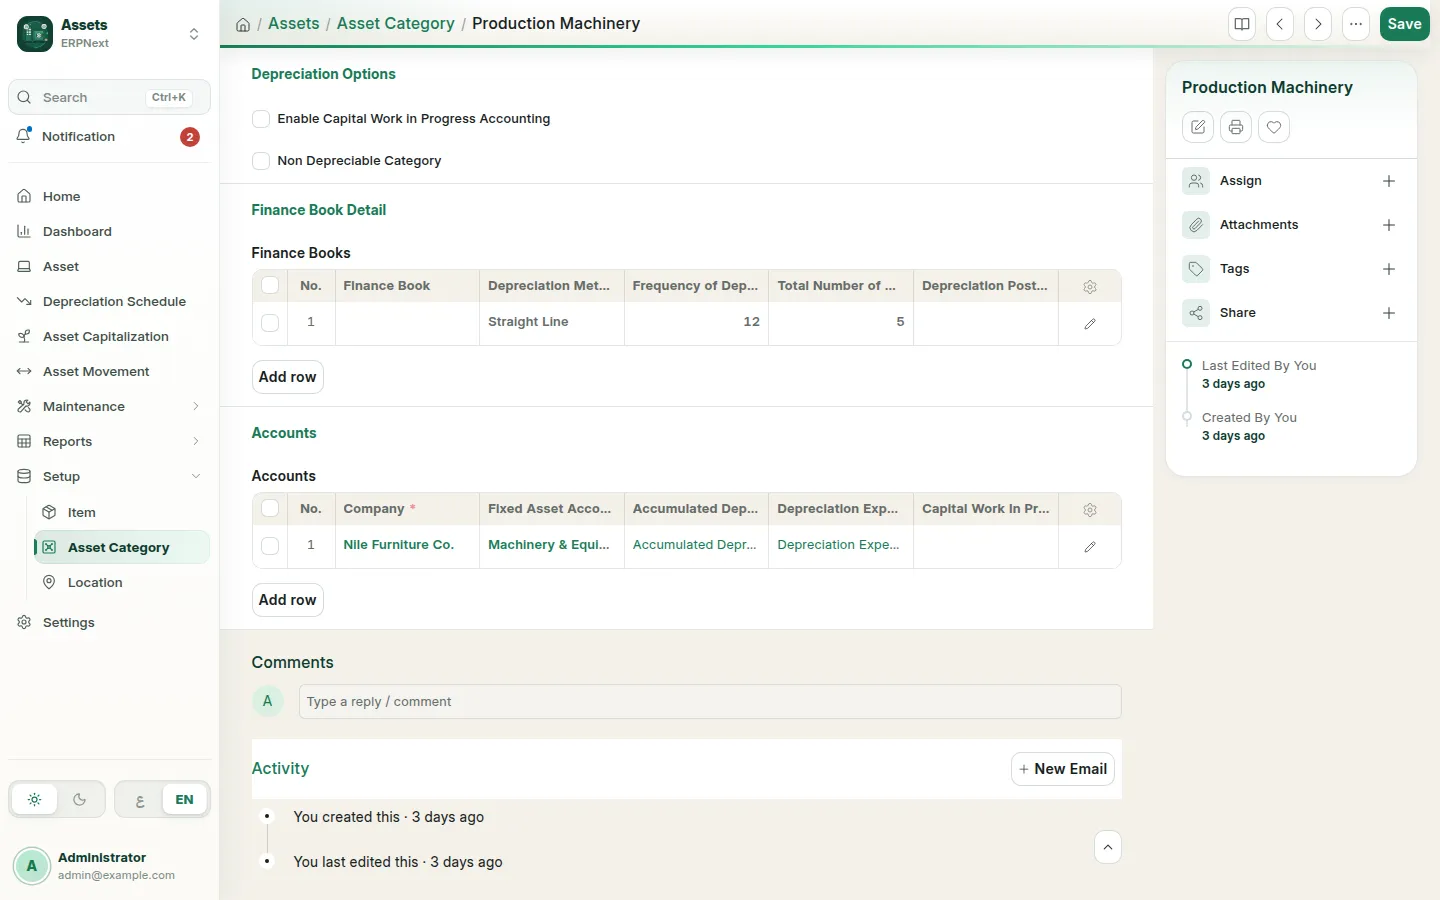 Assets
ERPNext
Search
Ctrl+K
Notification
2
Home
Dashboard
Asset
Depreciation Schedule
Asset Capitalization
Asset Movement
Maintenance
Reports
Setup
Item
Asset Category
Location
Settings
ع
EN
A
Administrator
admin@example.com
/ Assets / Asset Category / Production Machinery
Save
Depreciation Options
Enable Capital Work in Progress Accounting
Non Depreciable Category
Finance Book Detail
Finance Books
No. Finance Book Depreciation Met... Frequency of Dep... Total Number of ... Depreciation Post...
1 Straight Line 12 5
Add row
Accounts
Accounts
No. Company * Fixed Asset Acco... Accumulated Dep... Depreciation Exp... Capital Work In Pr...
1 Nile Furniture Co. Machinery & Equi... Accumulated Depr... Depreciation Expe...
Add row
Comments
A
Type a reply / comment
Activity
New Email
You created this · 3 days ago
You last edited this · 3 days ago
Production Machinery
Assign
Attachments
Tags
Share
Last Edited By You
3 days ago
Created By You
3 days ago